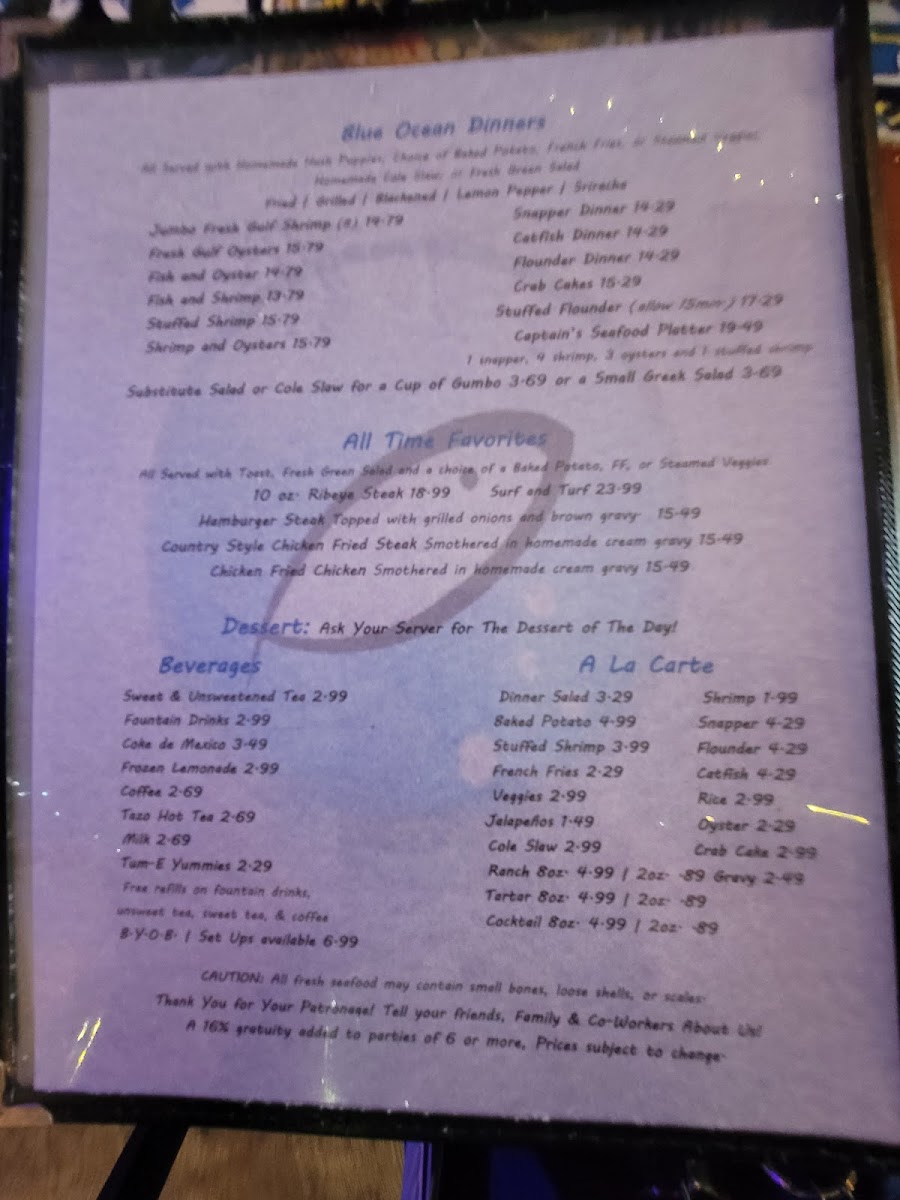 Blue Ocean Dinners
All Served with Homemade Hush Puppies, Choice of Baked Potato, French Fries, or Steamed Veggies,
Homemade Cole Slaw, or Fresh Green Salad
Fried / Grilled / Blackened / Lemon Pepper / Sriracha
Jumbo Fresh Gulf Shrimp (8) 14.79
Fresh Gulf Oysters 15.79
Fish and Oyster 14.79
Fish and Shrimp 13.79
Stuffed Shrimp 15.79
Shrimp and Oysters 15.79
Snapper Dinner 14.29
Catfish Dinner 14.29
Flounder Dinner 14.29
Crab Cakes 15.29
Stuffed Flounder (allow 15min.) 17.29
Captain's Seafood Platter 19.49
1 snapper, 4 shrimp, 3 oysters and 1 stuffed shrimp
Substitute Salad or Cole Slaw for a Cup of Gumbo 3.69 or a Small Greek Salad 3.69
All Time Favorites
All Served with Toast, Fresh Green Salad and a choice of a Baked Potato, FF, or Steamed Veggies
10 oz. Ribeye Steak 18.99 Surf and Turf 23.99
Hamburger Steak Topped with grilled onions and brown gravy. 15.49
Country Style Chicken Fried Steak Smothered in homemade cream gravy 15.49
Chicken Fried Chicken Smothered in homemade cream gravy 15.49
Dessert: Ask Your Server for The Dessert of The Day!
Beverages
Sweet & Unsweetened Tea 2.99
Fountain Drinks 2.99
Coke de Mexico 3.49
Frozen Lemonade 2.99
Coffee 2.69
Tazo Hot Tea 2.69
Milk 2.69
Tum-E Yummies 2.29
Free refills on fountain drinks,
unsweet tea, sweet tea, & coffee
B.Y.O.B. | Set Ups available 6.99
A La Carte
Dinner Salad 3.29 Shrimp 1.99
Baked Potato 4.99 Snapper 4.29
Stuffed Shrimp 3.99 Flounder 4.29
French Fries 2.29 Catfish 4.29
Veggies 2.99 Rice 2.99
Jalapeños 1.49 Oyster 2.29
Cole Slaw 2.99 Crab Cake 2.99
Ranch 8oz. 4.99 | 2oz. .89 Gravy 2.49
Tartar 8oz. 4.99 | 2oz. .89
Cocktail 8oz. 4.99 | 2oz. .89
CAUTION: All fresh seafood may contain small bones, loose shells, or scales.
Thank You for Your Patronage! Tell your friends, Family & Co-Workers About Us!
A 16% gratuity added to parties of 6 or more, Prices subject to change.